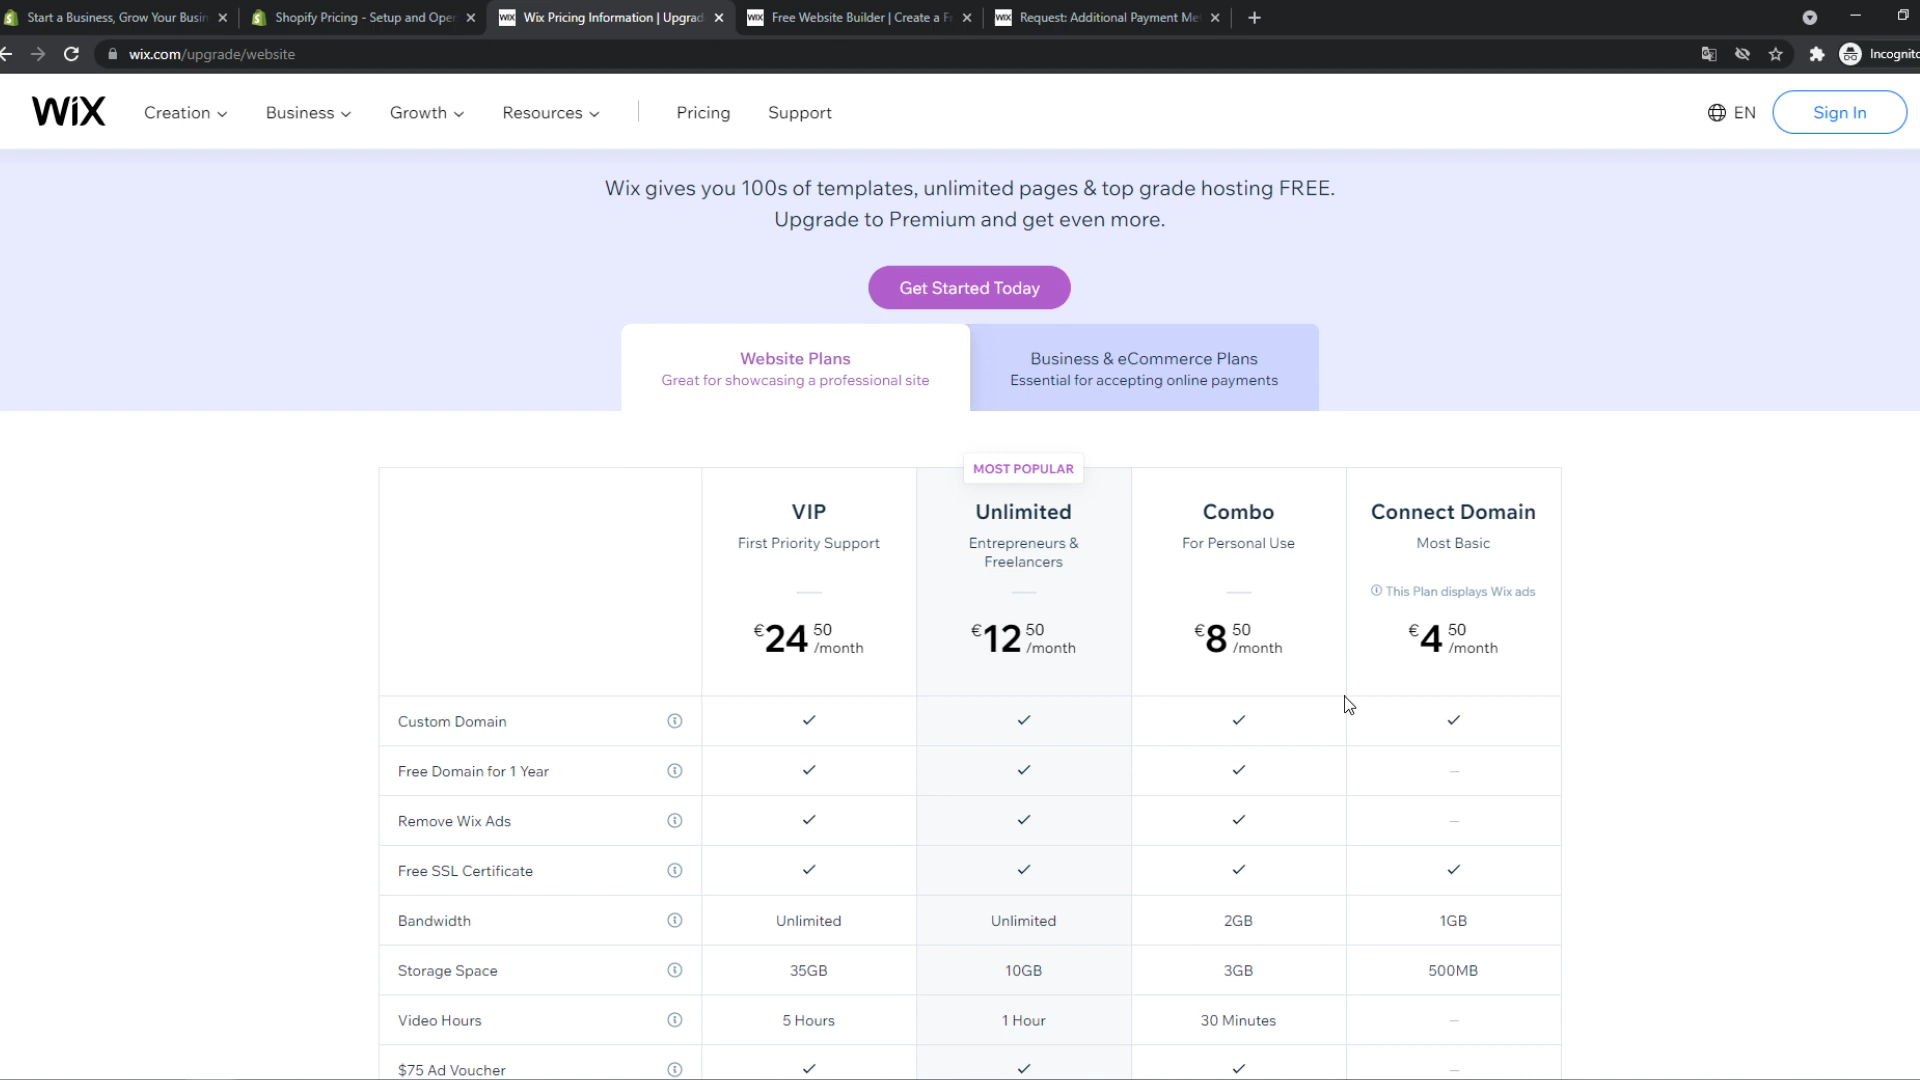 Start a Business, Grow Your Busin
Shopify Pricing - Setup and Oper
WiX Wix Pricing Information | Upgrad
WiX Free Website Builder | Create a F
WiX Request: Additional Payment Me
wix.com/upgrade/website
Incognito
WiX Creation Business Growth Resources Pricing Support EN Sign In
Wix gives you 100s of templates, unlimited pages & top grade hosting FREE.
Upgrade to Premium and get even more.
Get Started Today
Website Plans
Great for showcasing a professional site
Business & eCommerce Plans
Essential for accepting online payments
MOST POPULAR
VIP
First Priority Support
€24 50 /month
Unlimited
Entrepreneurs &
Freelancers
€12 50 /month
Combo
For Personal Use
€8 50 /month
Connect Domain
Most Basic
This Plan displays Wix ads
€4 50 /month
Custom Domain ✓ ✓ ✓ ✓
Free Domain for 1 Year ✓ ✓ ✓ –
Remove Wix Ads ✓ ✓ ✓ –
Free SSL Certificate ✓ ✓ ✓ ✓
Bandwidth Unlimited Unlimited 2GB 1GB
Storage Space 35GB 10GB 3GB 500MB
Video Hours 5 Hours 1 Hour 30 Minutes –
$75 Ad Voucher ✓ ✓ ✓ –